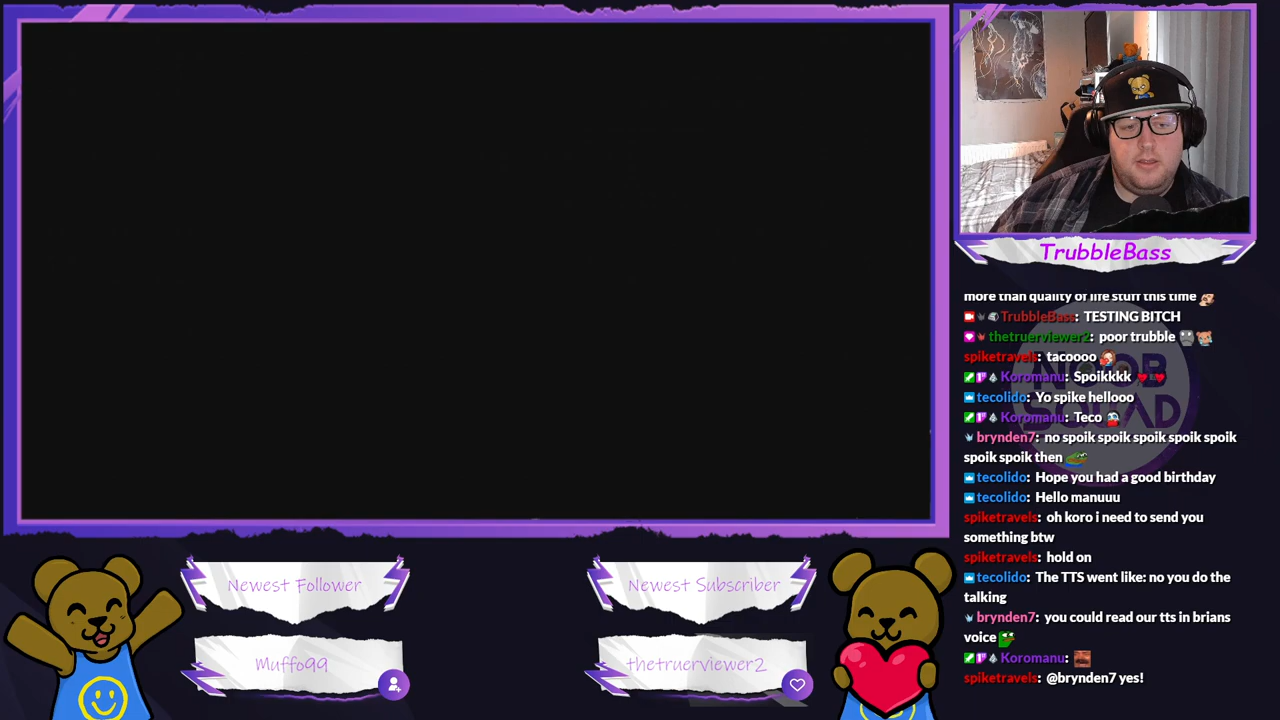 TrubbleBass
more than quality of life stuff this time
TrubbleBass: TESTING BITCH
thetruerviewer2: poor trubble
spiketravels: tacoooo
Koromanu: Spoikkkk
tecolido: Yo spike hellooo
Koromanu: Teco
brynden7: no spoik spoik spoik spoik spoik
spoik spoik then
tecolido: Hope you had a good birthday
tecolido: Hello manuuu
spiketravels: oh koro i need to send you
something btw
spiketravels: hold on
tecolido: The TTS went like: no you do the
talking
brynden7: you could read our tts in brians
voice
Koromanu:
spiketravels: @brynden7 yes!
NOOB
SQUAD
Newest Follower
Muffo99
Newest Subscriber
thetruerviewer2